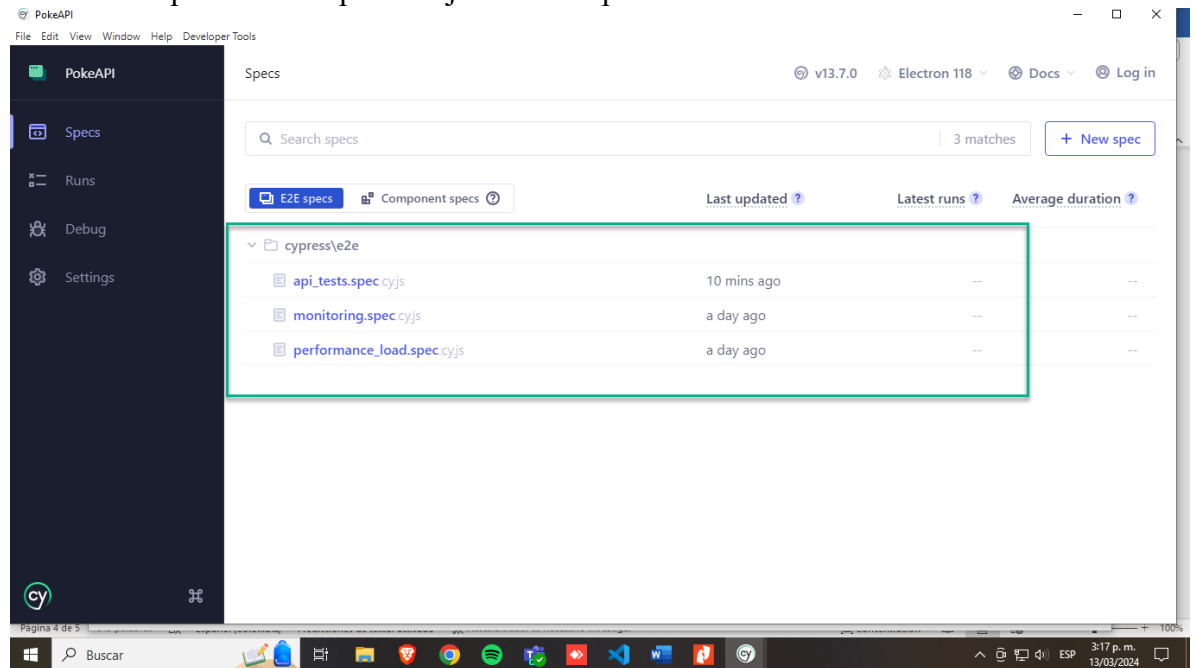 PokeAPI
File Edit View Window Help Developer Tools
PokeAPI
Specs
v13.7.0 Electron 118 Docs Log in
Specs
Runs
Debug
Settings
Search specs 3 matches + New spec
E2E specs Component specs Last updated ? Latest runs ? Average duration ?
cypress\e2e
api_tests.spec.cy.js 10 mins ago -- --
monitoring.spec.cy.js a day ago -- --
performance_load.spec.cy.js a day ago -- --
cy
Página 4 de 5 100%
Buscar
ESP
3:17 p. m.
13/03/2024